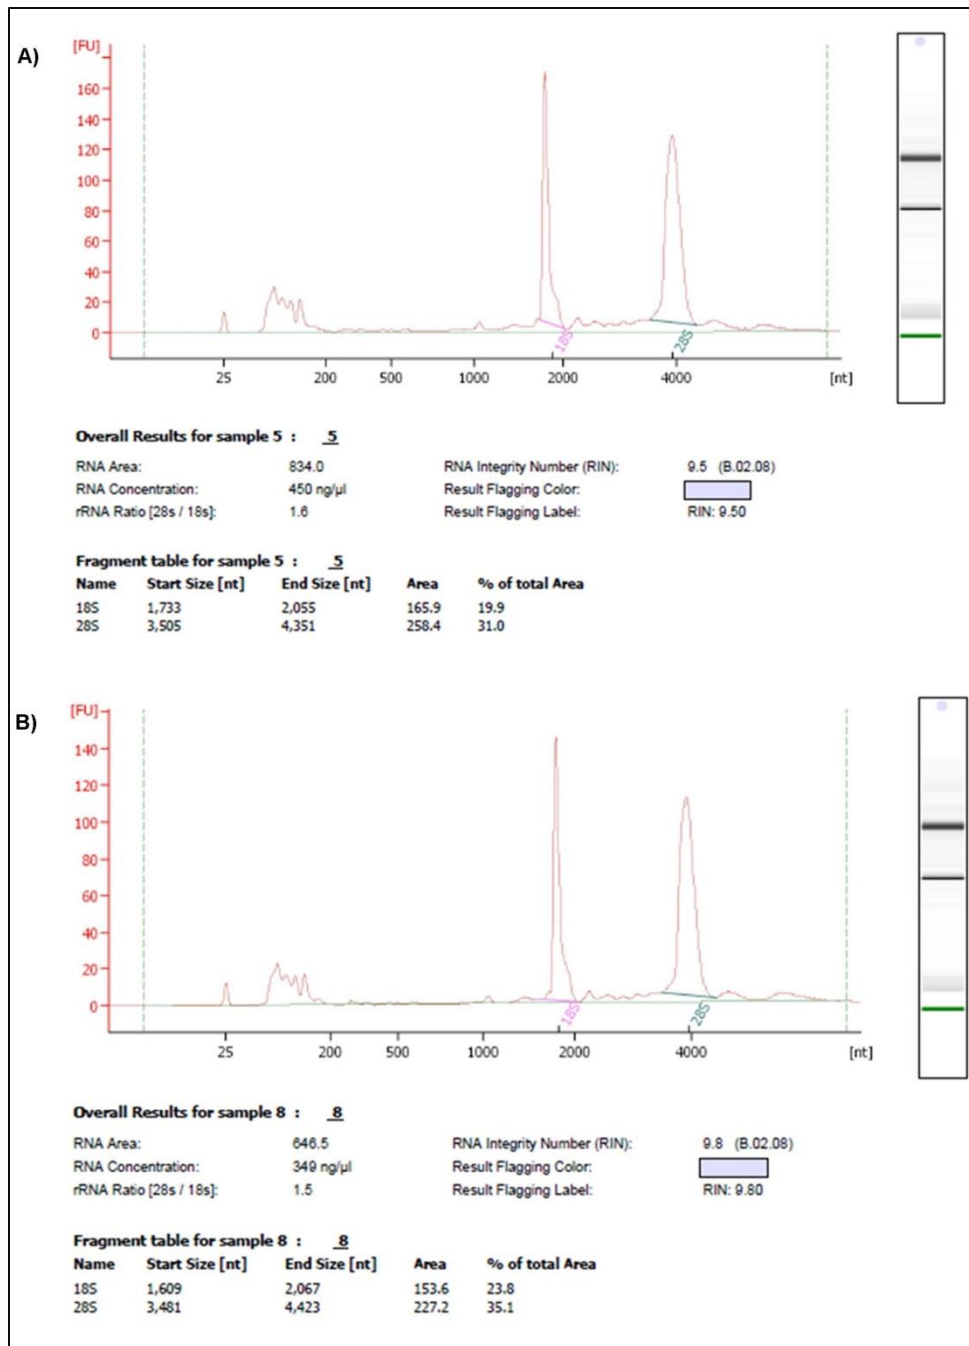 A)
[FU]
160
140
120
100
80
60
40
20
0
18S
28S
25 200 500 1000 2000 4000 [nt]
Overall Results for sample 5 : 5
RNA Area: 834.0 RNA Integrity Number (RIN): 9.5 (B.02.08)
RNA Concentration: 450 ng/µl Result Flagging Color:
rRNA Ratio [28s / 18s]: 1.6 Result Flagging Label: RIN: 9.50
Fragment table for sample 5 : 5
Name Start Size [nt] End Size [nt] Area % of total Area
18S 1,733 2,055 165.9 19.9
28S 3,505 4,351 258.4 31.0
B)
[FU]
140
120
100
80
60
40
20
0
18S
28S
25 200 500 1000 2000 4000 [nt]
Overall Results for sample 8 : 8
RNA Area: 646.5 RNA Integrity Number (RIN): 9.8 (B.02.08)
RNA Concentration: 349 ng/µl Result Flagging Color:
rRNA Ratio [28s / 18s]: 1.5 Result Flagging Label: RIN: 9.80
Fragment table for sample 8 : 8
Name Start Size [nt] End Size [nt] Area % of total Area
18S 1,609 2,067 153.6 23.8
28S 3,481 4,423 227.2 35.1